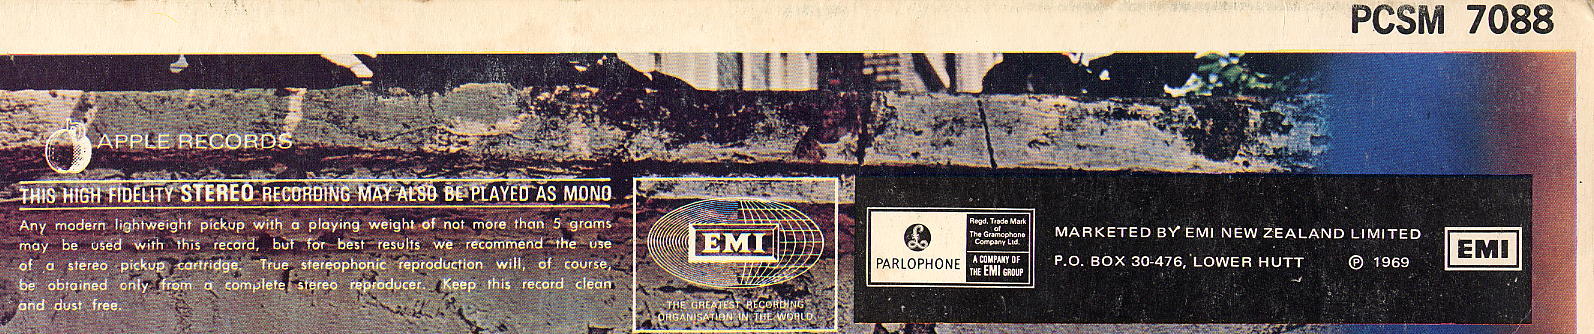 PCSM 7088
APPLE RECORDS
THIS HIGH FIDELITY STEREO RECORDING MAY ALSO BE PLAYED AS MONO
Any modern lightweight pickup with a playing weight of not more than 5 grams
may be used with this record, but for best results we recommend the use
of a stereo pickup cartridge. True stereophonic reproduction will, of course,
be obtained only from a complete stereo reproducer. Keep this record clean
and dust free.
EMI
THE GREATEST RECORDING
ORGANISATION IN THE WORLD
£
PARLOPHONE
Regd. Trade Mark
of
The Gramophone
Company Ltd.
A COMPANY OF
THE EMI GROUP
MARKETED BY EMI NEW ZEALAND LIMITED
P.O. BOX 30-476, LOWER HUTT ℗ 1969
EMI